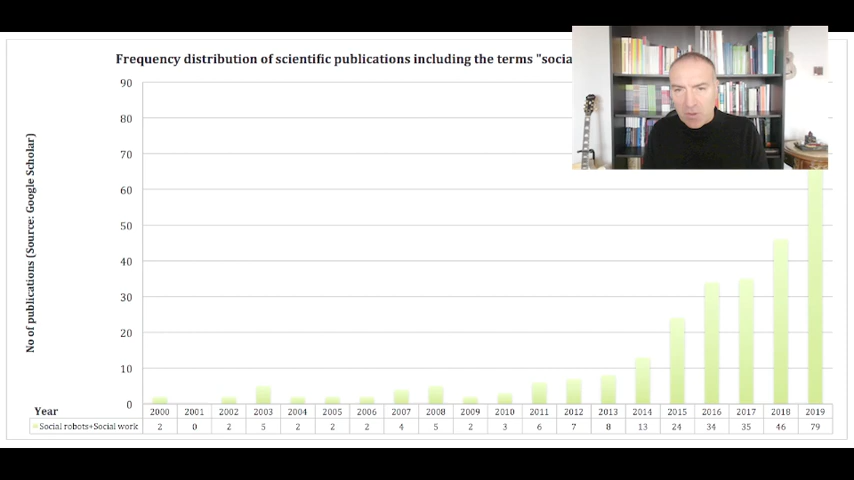 Frequency distribution of scientific publications including the terms "socia
90
80
70
60
50
40
30
20
10
0
No of publications (Source: Google Scholar)
Year 2000 2001 2002 2003 2004 2005 2006 2007 2008 2009 2010 2011 2012 2013 2014 2015 2016 2017 2018 2019
Social robots+Social work 2 0 2 5 2 2 2 4 5 2 3 6 7 8 13 24 34 35 46 79